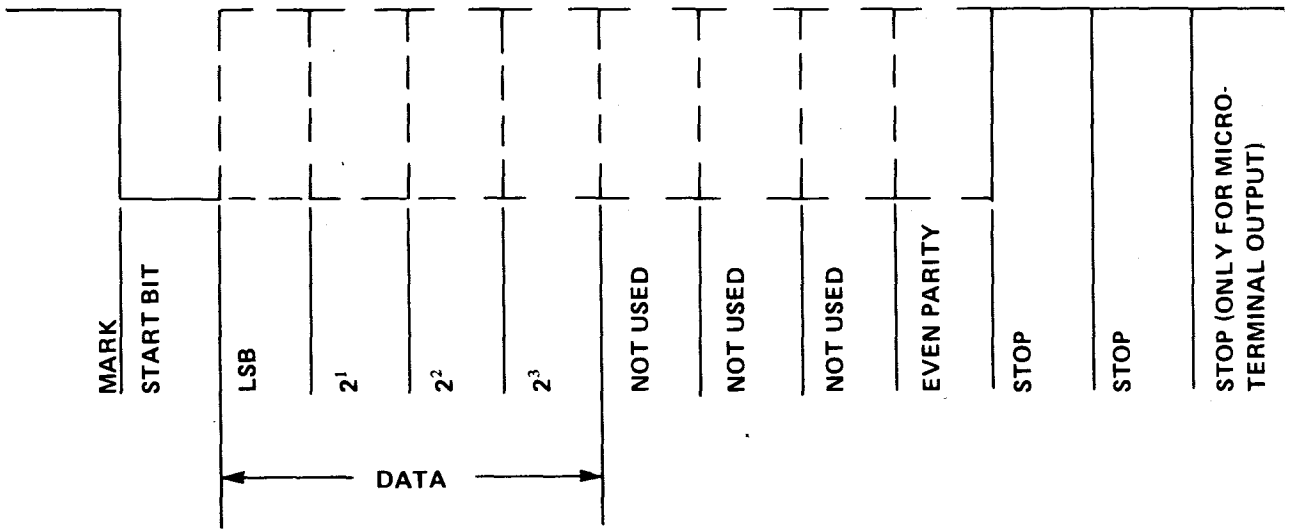 MARK
START BIT
LSB
2¹
2²
2³
NOT USED
NOT USED
NOT USED
EVEN PARITY
STOP
STOP
STOP (ONLY FOR MICRO-
TERMINAL OUTPUT)
DATA